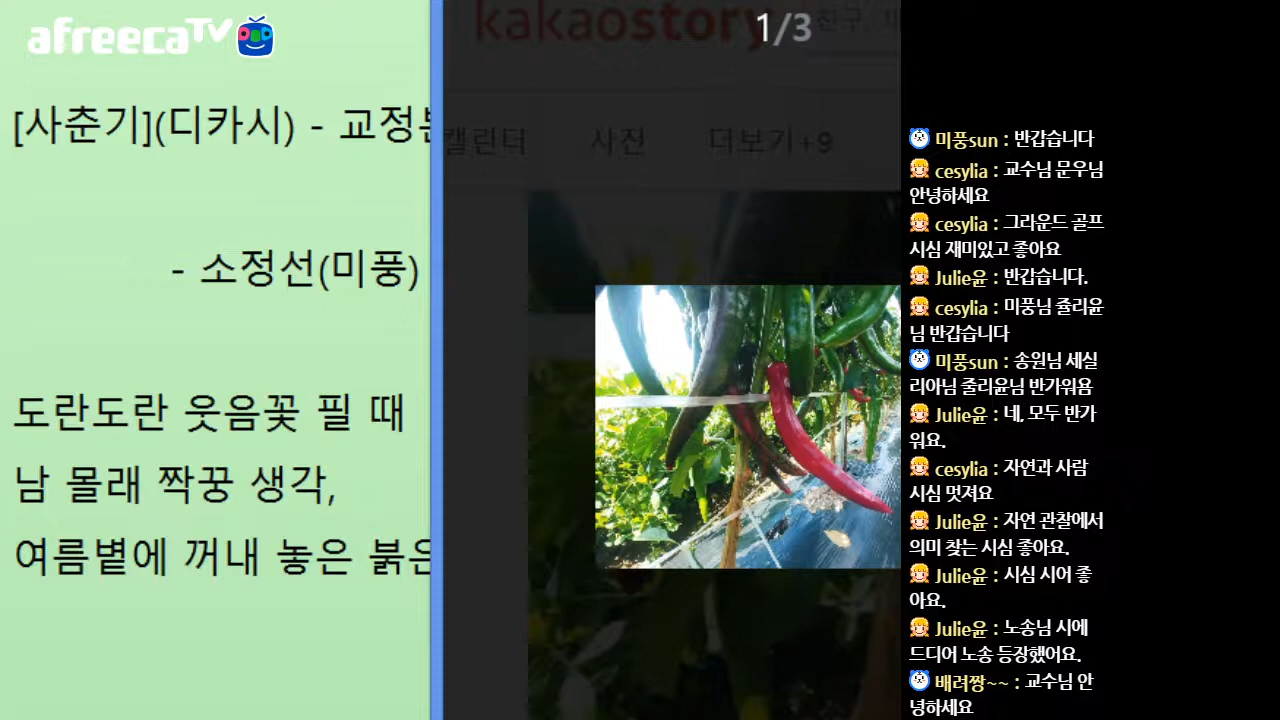 afreecaTV
[사춘기](디카시) - 교정
- 소정선(미풍)
도란도란 웃음꽃 필 때
남 몰래 짝꿍 생각,
여름볕에 꺼내 놓은 붉은
kakaostory
1/3
친구,
캘린더 사전 더보기+9
미풍sun : 반갑습니다
cesylia : 교수님 문우님
안녕하세요
cesylia : 그라운드 골프
시심 재미있고 좋아요
Julie윤 : 반갑습니다.
cesylia : 미풍님 쥴리윤
님 반갑습니다
미풍sun : 송원님 세실
리아님 줄리윤님 반가워욤
Julie윤 : 네, 모두 반가
워요.
cesylia : 자연과 사람
시심 멋져요
Julie윤 : 자연 관찰에서
의미 찾는 시심 좋아요.
Julie윤 : 시심 시어 좋
아요.
Julie윤 : 노송님 시에
드디어 노송 등장했어요.
배려짱~~ : 교수님 안
녕하세요